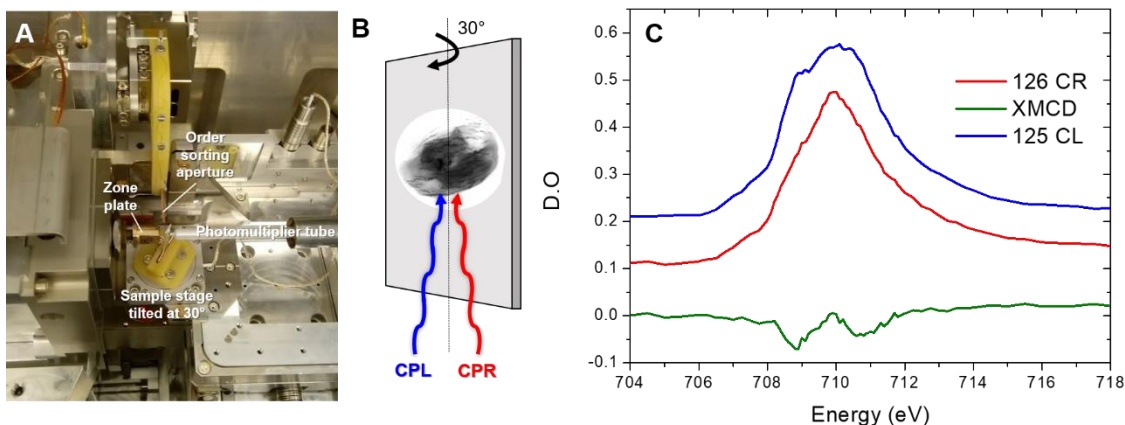 A
Order
sorting
aperture
Zone
plate
Photomultiplier tube
Sample stage
tilted at 30°
B
30°
CPL
CPR
C
126 CR
XMCD
125 CL
D.O
0.6
0.5
0.4
0.3
0.2
0.1
0.0
-0.1
704
706
708
710
712
714
716
718
Energy (eV)